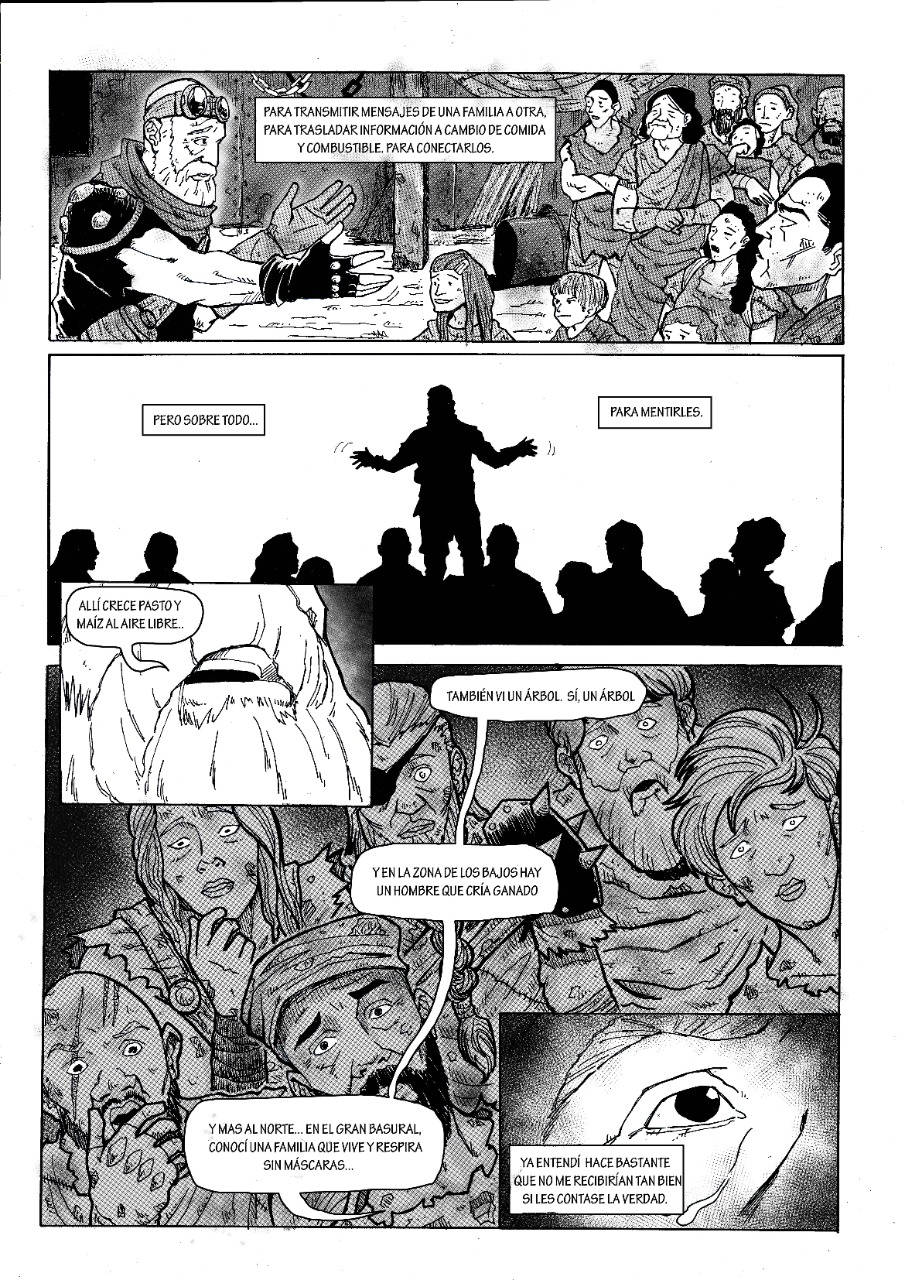 PARA TRANSMITIR MENSAJES DE UNA FAMILIA A OTRA,
PARA TRASLADAR INFORMACIÓN A CAMBIO DE COMIDA
Y COMBUSTIBLE. PARA CONECTARLOS.
PERO SOBRE TODO...
PARA MENTIRLES.
ALLÍ CRECE PASTO Y
MAÍZ AL AIRE LIBRE..
TAMBIÉN VI UN ÁRBOL. SÍ, UN ÁRBOL
Y EN LA ZONA DE LOS BAJOS HAY
UN HOMBRE QUE CRÍA GANADO
Y MAS AL NORTE... EN EL GRAN BASURAL,
CONOCÍ UNA FAMILIA QUE VIVE Y RESPIRA
SIN MÁSCARAS...
YA ENTENDÍ HACE BASTANTE
QUE NO ME RECIBIRÍAN TAN BIEN
SI LES CONTASE LA VERDAD.